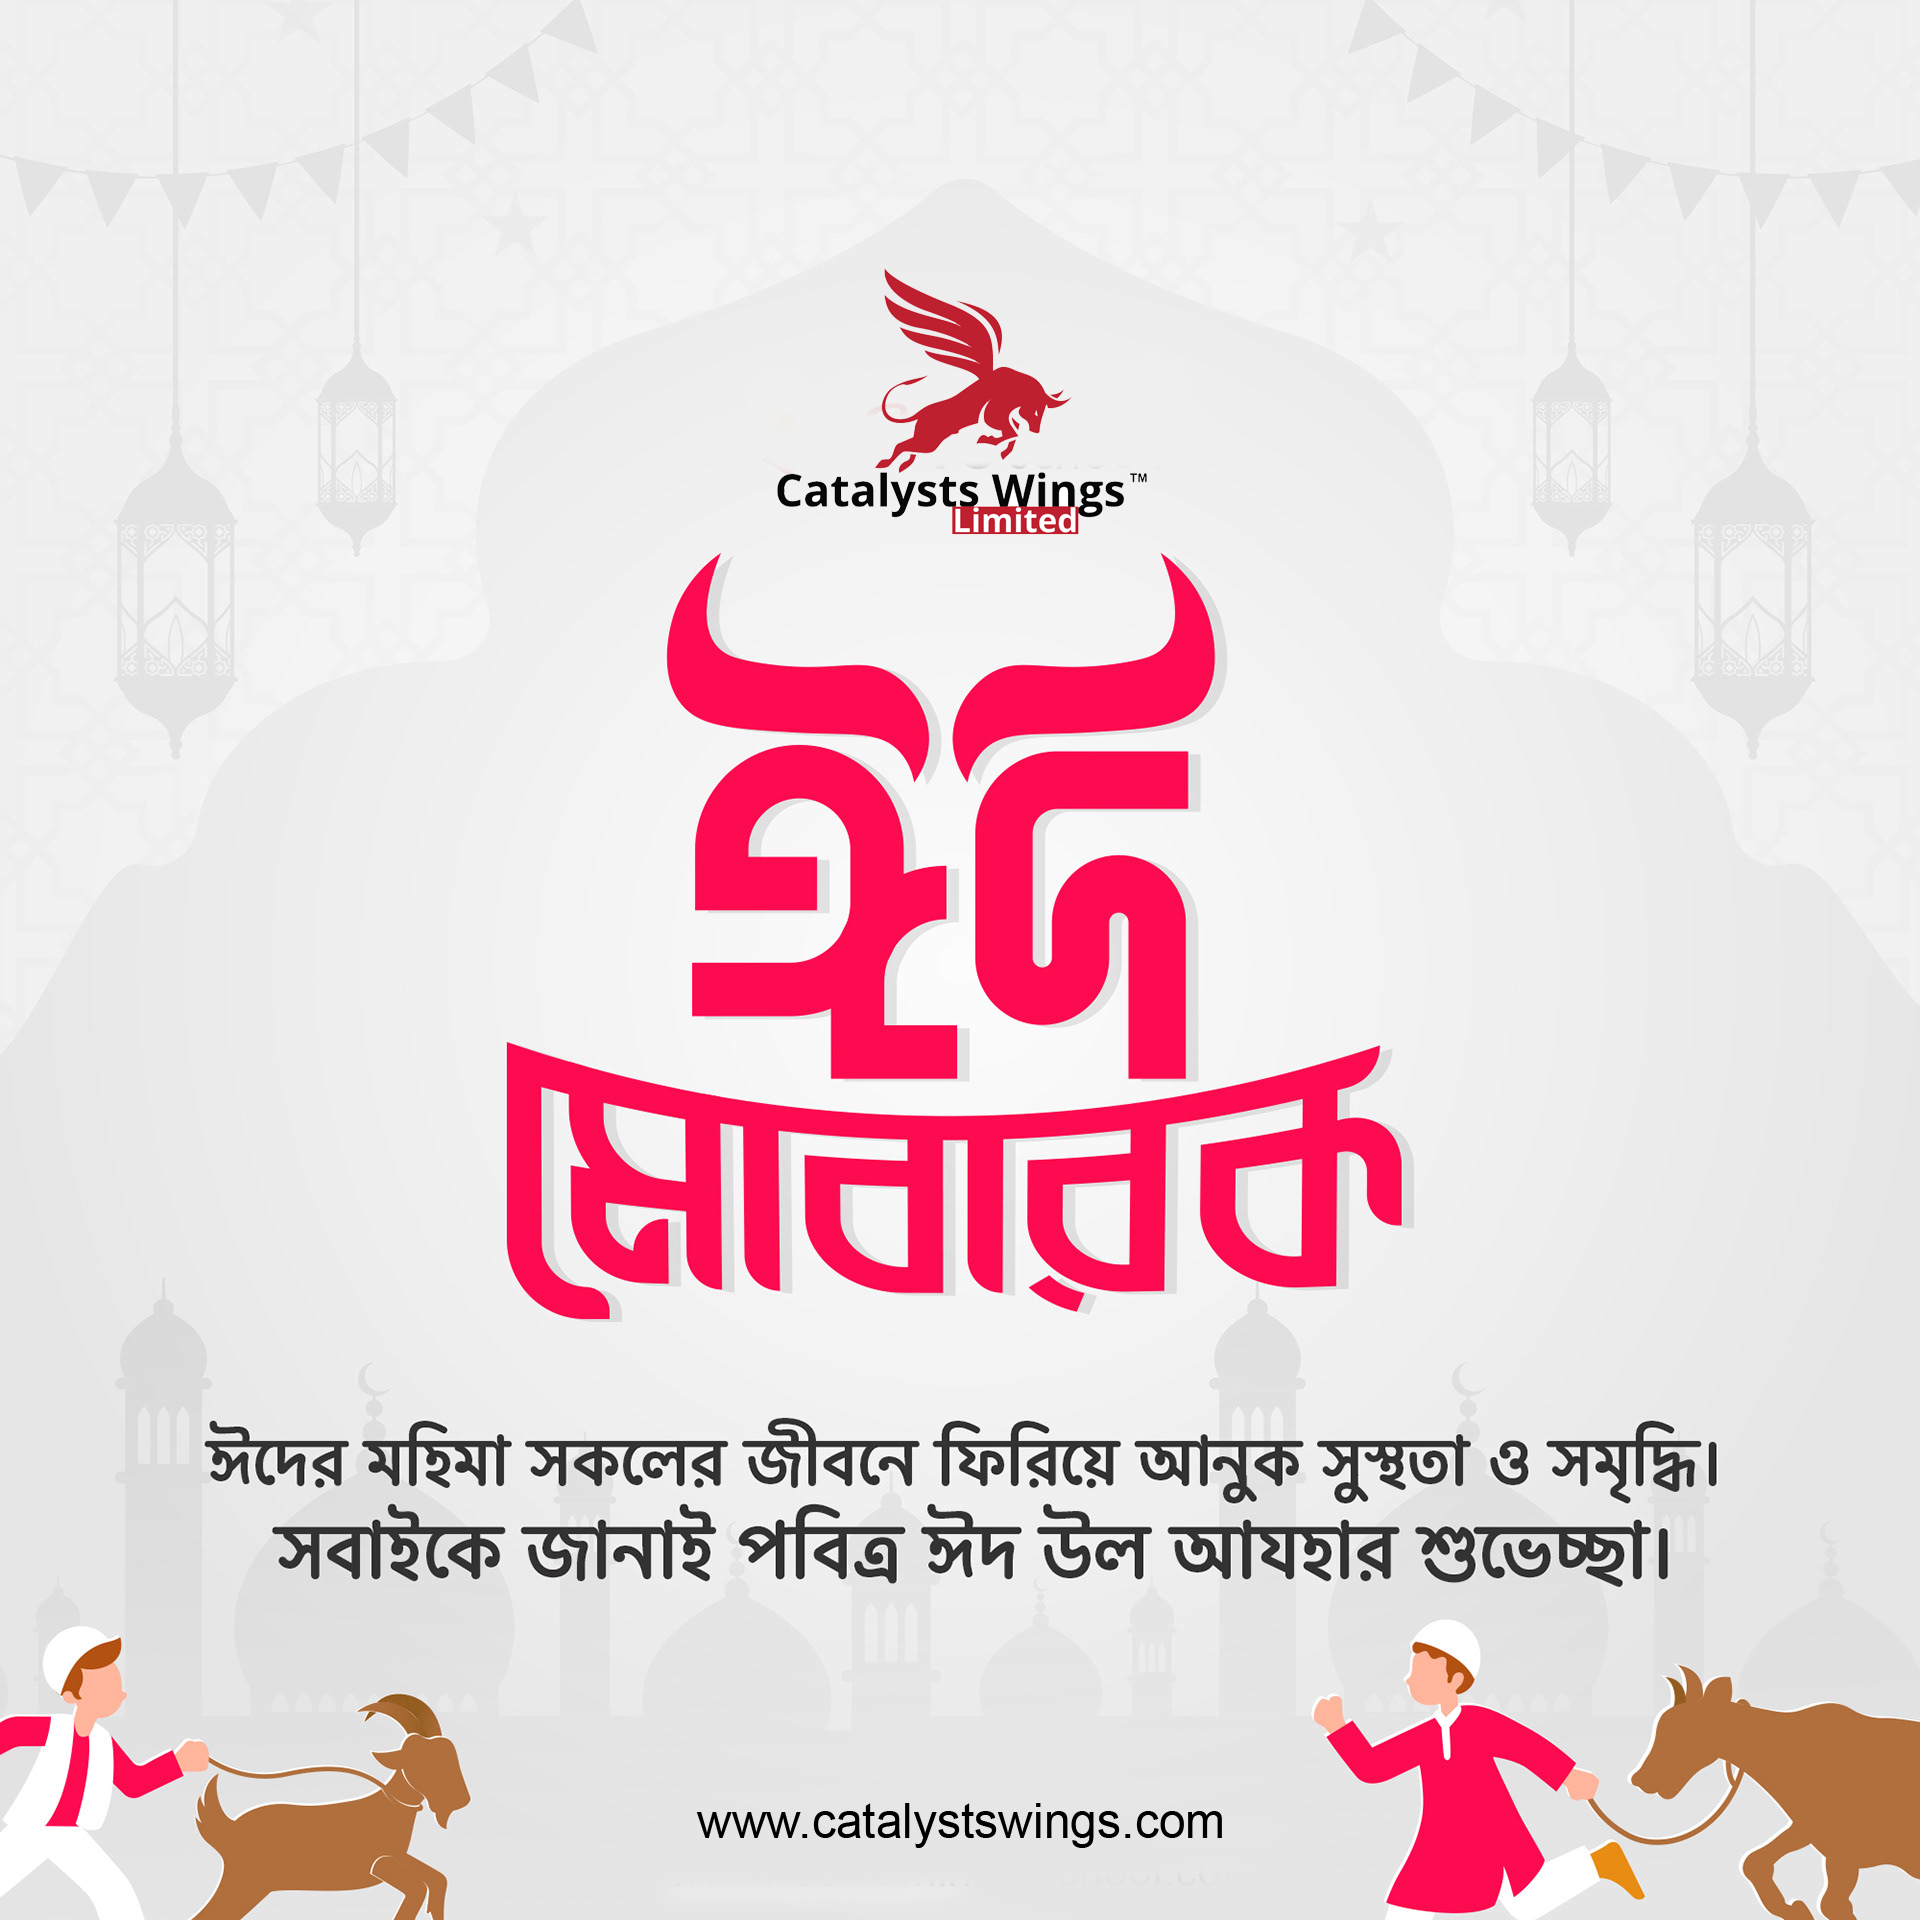 Catalysts Wings™
Limited
ঈদ
মোবারক
ঈদের মহিমা সকলের জীবনে ফিরিয়ে আনুক সুস্থতা ও সমৃদ্ধি।
সবাইকে জানাই পবিত্র ঈদ উল আযহার শুভেচ্ছা।
www.catalystswings.com